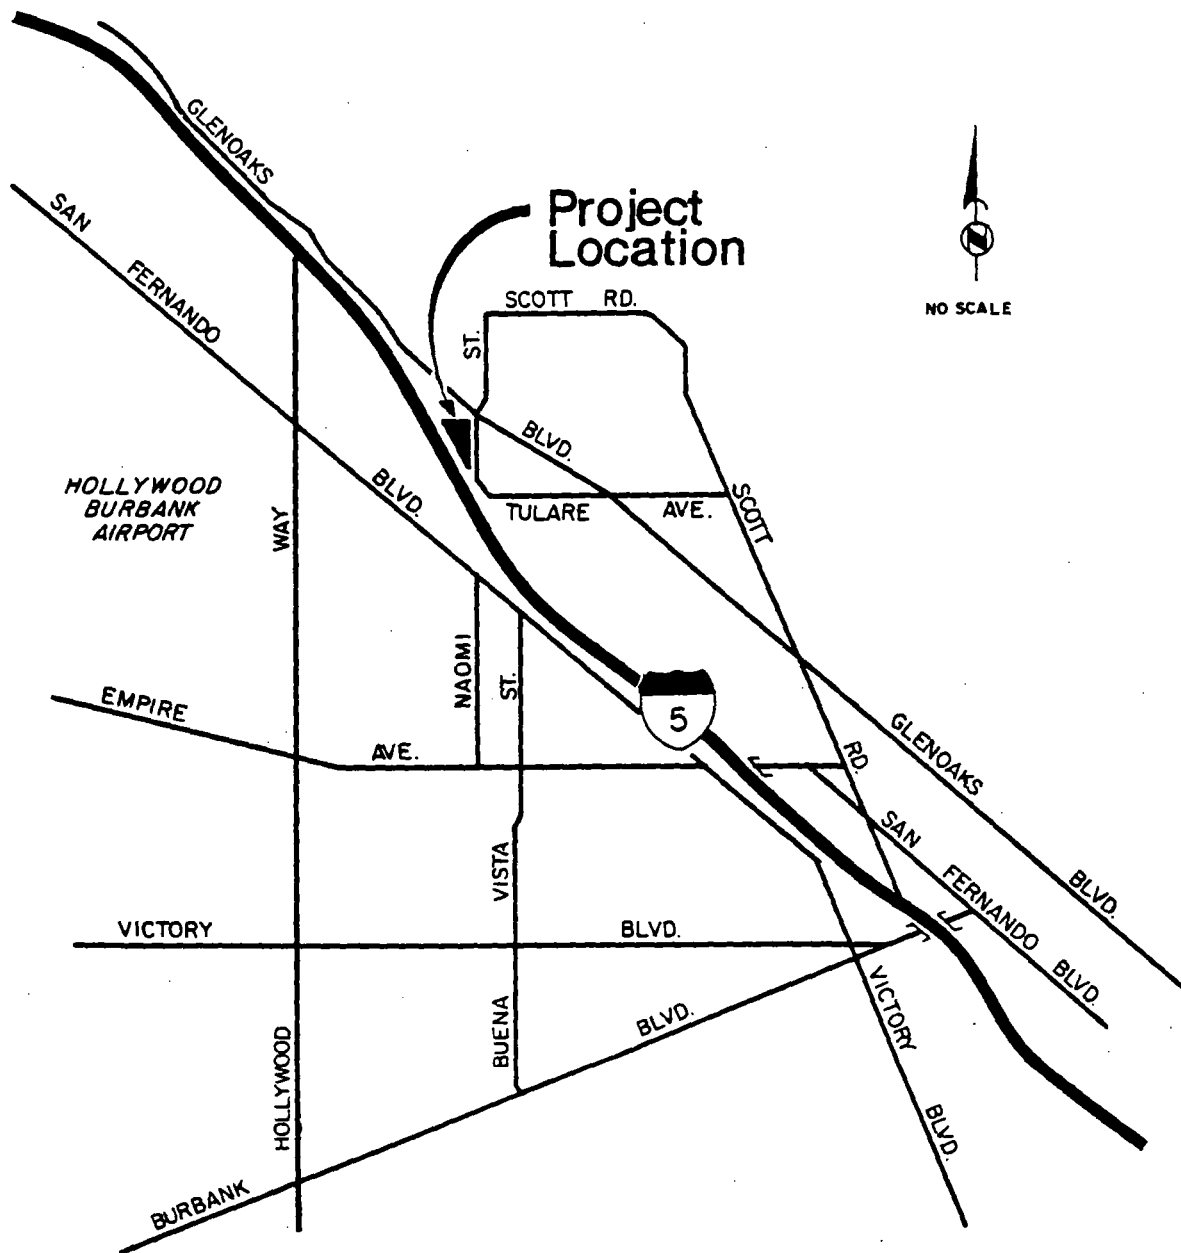 GLENOAKS
SAN
FERNANDO
BLVD.
Project
Location
NO SCALE
SCOTT RD.
ST.
BLVD.
HOLLYWOOD
BURBANK
AIRPORT
WAY
TULARE AVE.
SCOTT
RD.
NAOMI
ST.
5
EMPIRE
AVE.
GLENOAKS
BLVD.
SAN
FERNANDO
BLVD.
VISTA
BUENA
VICTORY BLVD.
VICTORY
BLVD.
BLVD.
HOLLYWOOD
BURBANK